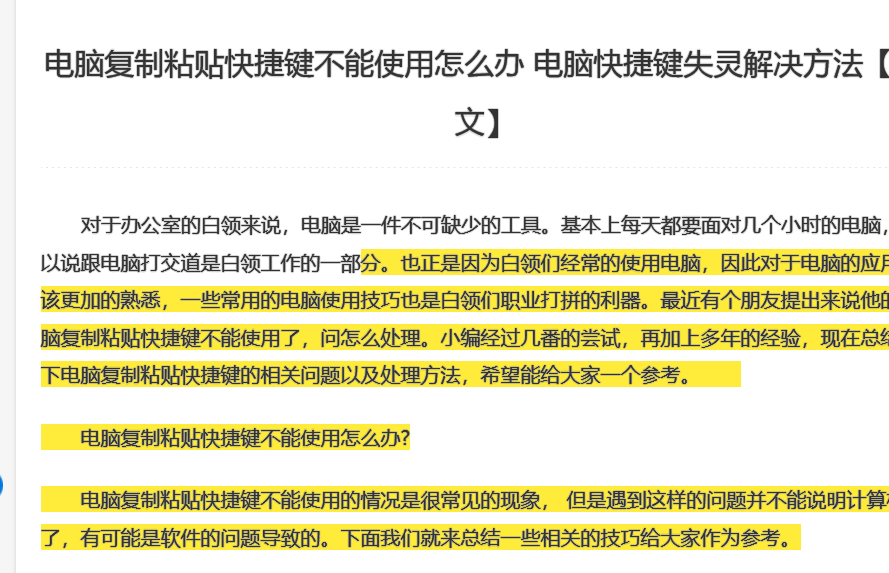 电脑复制粘贴快捷键不能使用怎么办 电脑快捷键失灵解决方法【
文】
对于办公室的白领来说，电脑是一件不可缺少的工具。基本上每天都要面对几个小时的电脑，
以说跟电脑打交道是白领工作的一部分。也正是因为白领们经常的使用电脑，因此对于电脑的应用
该更加的熟悉，一些常用的电脑使用技巧也是白领们职业打拼的利器。最近有个朋友提出来说他的
脑复制粘贴快捷键不能使用了，问怎么处理。小编经过几番的尝试，再加上多年的经验，现在总结
下电脑复制粘贴快捷键的相关问题以及处理方法，希望能给大家一个参考。
电脑复制粘贴快捷键不能使用怎么办?
电脑复制粘贴快捷键不能使用的情况是很常见的现象， 但是遇到这样的问题并不能说明计算机
了，有可能是软件的问题导致的。下面我们就来总结一些相关的技巧给大家作为参考。